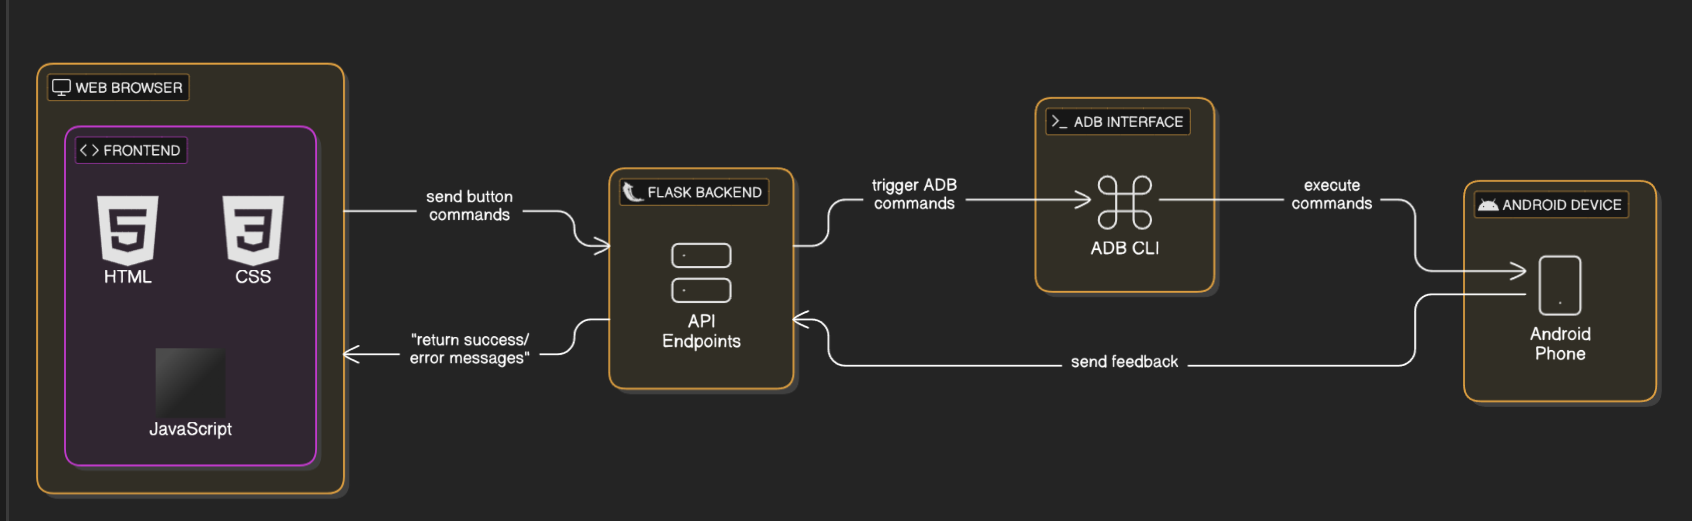 WEB BROWSER
FRONTEND
HTML
CSS
JavaScript
send button
commands
"return success/
error messages"
FLASK BACKEND
API
Endpoints
trigger ADB
commands
ADB INTERFACE
>_
ADB CLI
execute
commands
send feedback
ANDROID DEVICE
Android
Phone